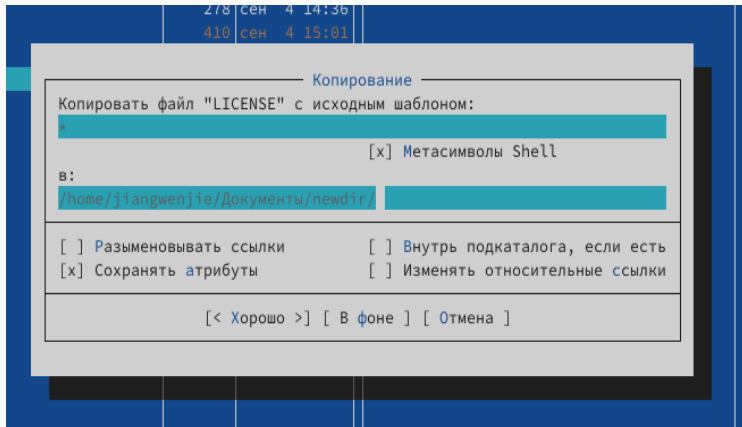 278 сен 4 14:36
410 сен 4 15:01
Копирование
Копировать файл "LICENSE" с исходным шаблоном:
*
[x] Метасимволы Shell
в:
/home/jiangwenjie/Документы/newdir/
[ ] Разыменовывать ссылки [ ] Внутрь подкаталога, если есть
[x] Сохранять атрибуты [ ] Изменять относительные ссылки
[< Хорошо >] [ В фоне ] [ Отмена ]